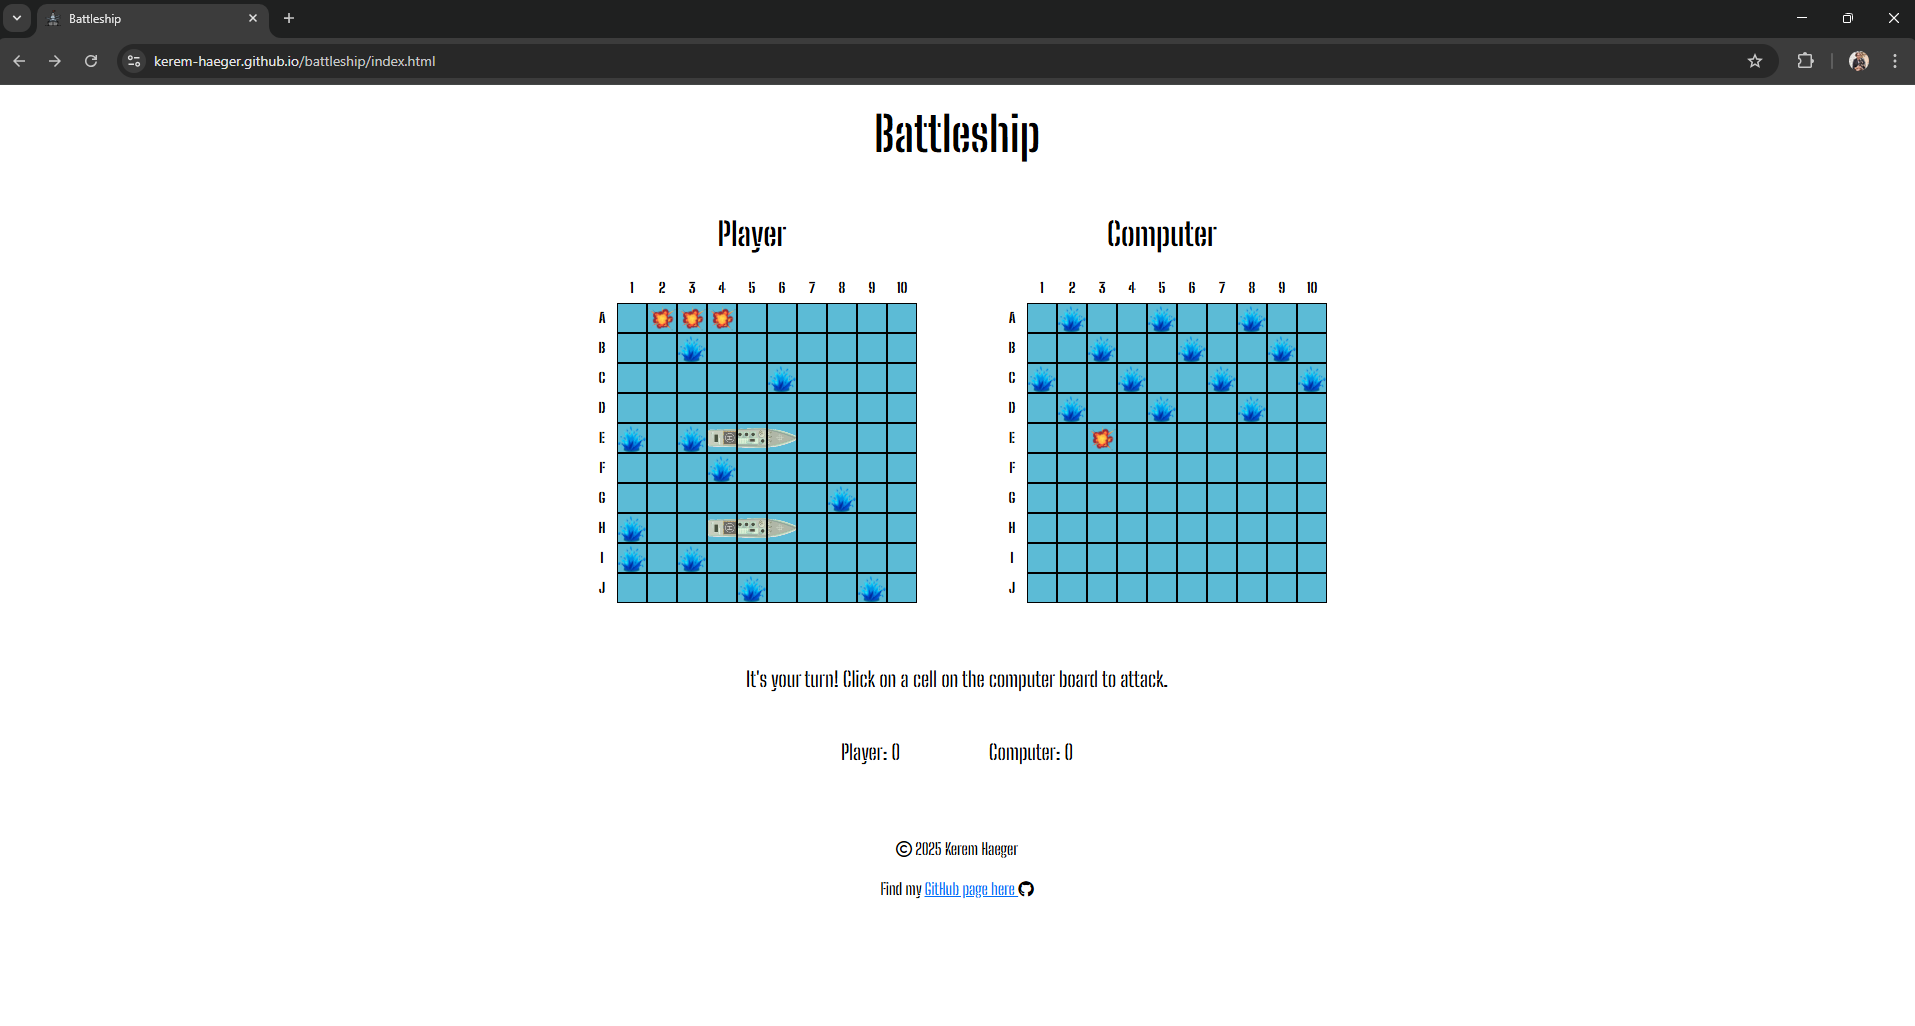 Battleship
kerem-haeger.github.io/battleship/index.html
Battleship
Player
Computer
1 2 3 4 5 6 7 8 9 10
A
B
C
D
E
F
G
H
I
J
1 2 3 4 5 6 7 8 9 10
A
B
C
D
E
F
G
H
I
J
It's your turn! Click on a cell on the computer board to attack.
Player: 0
Computer: 0
© 2025 Kerem Haeger
Find my GitHub page here